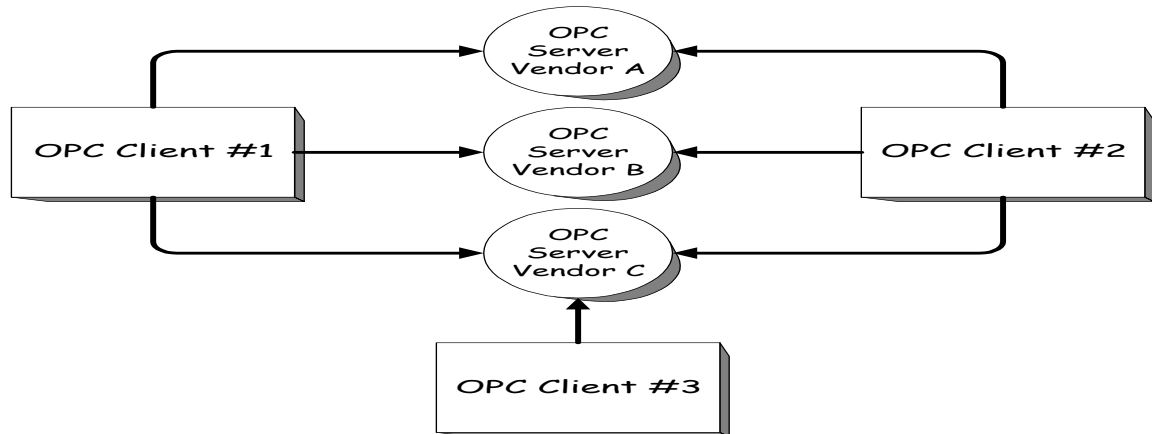 OPC
Server
Vendor A
OPC Client #1
OPC
Server
Vendor B
OPC Client #2
OPC
Server
Vendor C
OPC Client #3